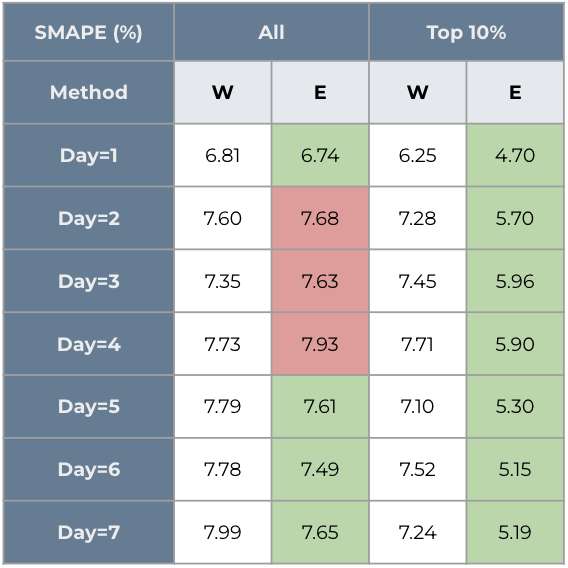 SMAPE (%) All Top 10%
Method W E W E
Day=1 6.81 6.74 6.25 4.70
Day=2 7.60 7.68 7.28 5.70
Day=3 7.35 7.63 7.45 5.96
Day=4 7.73 7.93 7.71 5.90
Day=5 7.79 7.61 7.10 5.30
Day=6 7.78 7.49 7.52 5.15
Day=7 7.99 7.65 7.24 5.19